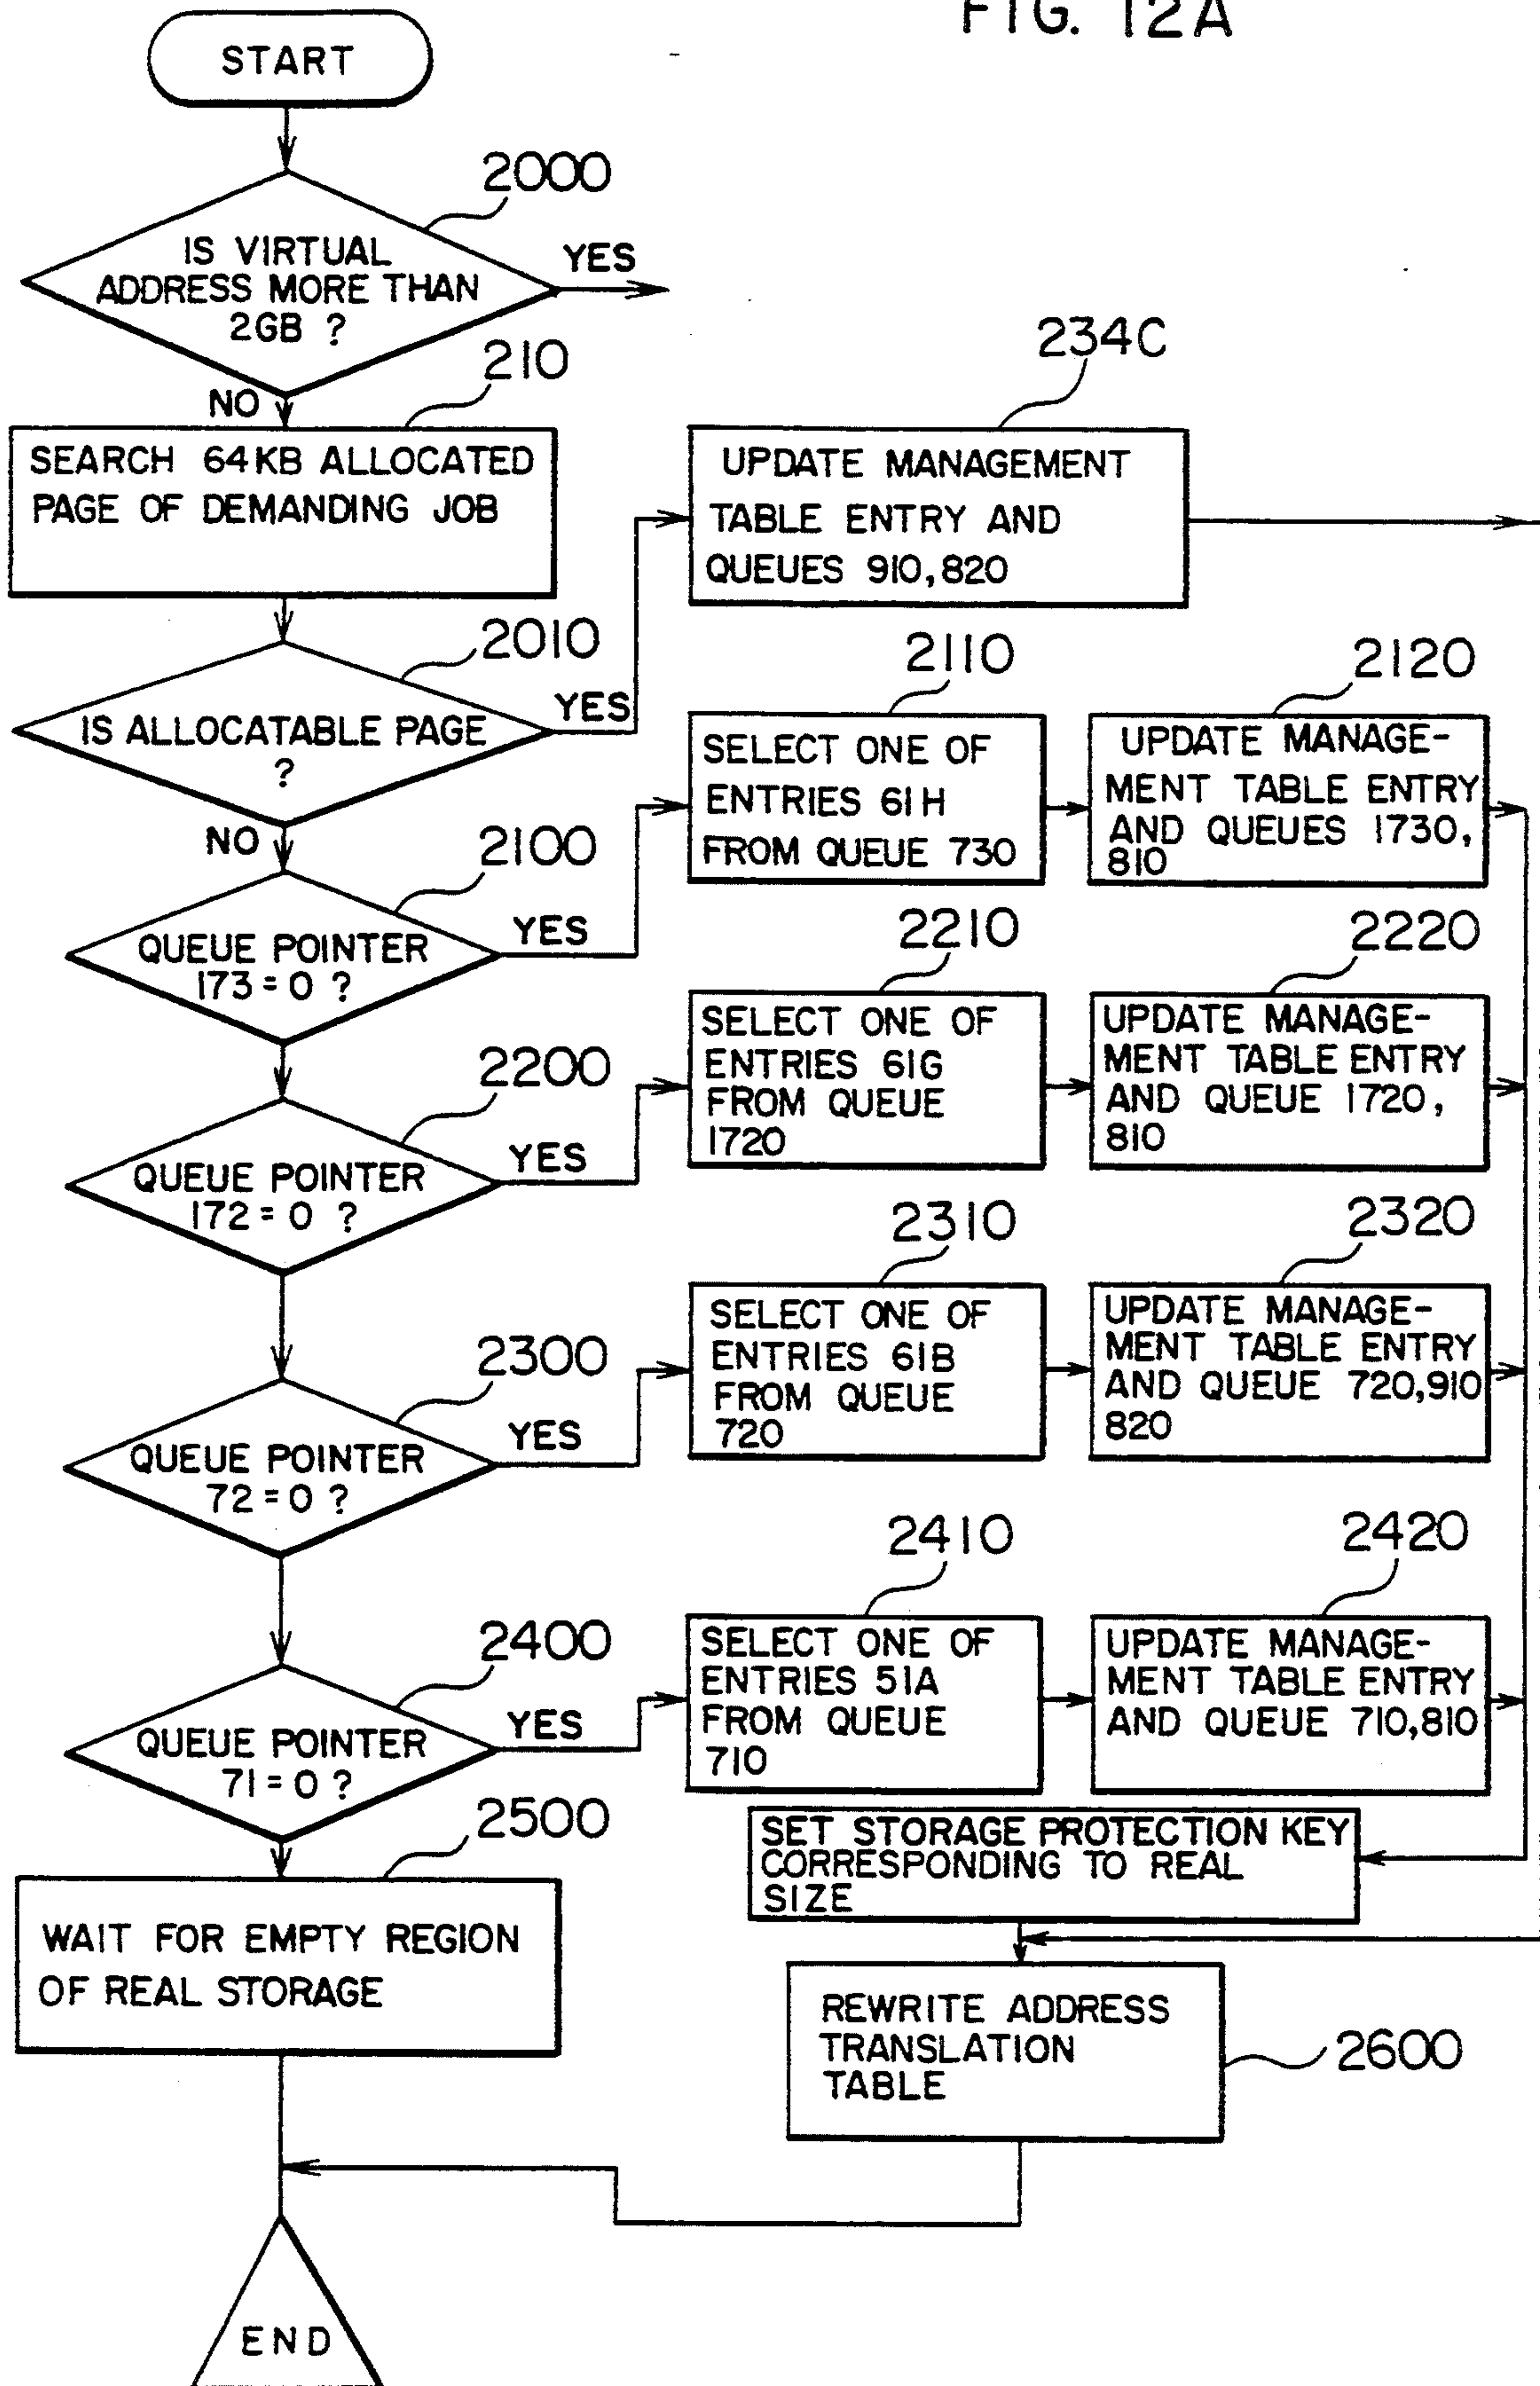 FIG. 12A
START
2000
IS VIRTUAL
ADDRESS MORE THAN
2GB ?
YES
NO
210
SEARCH 64KB ALLOCATED
PAGE OF DEMANDING JOB
234C
UPDATE MANAGEMENT
TABLE ENTRY AND
QUEUES 910,820
2010
IS ALLOCATABLE PAGE
?
YES
NO
2110
SELECT ONE OF
ENTRIES 61H
FROM QUEUE 730
2120
UPDATE MANAGE-
MENT TABLE ENTRY
AND QUEUES 1730,
810
2100
QUEUE POINTER
173=0 ?
YES
2210
SELECT ONE OF
ENTRIES 61G
FROM QUEUE
1720
2220
UPDATE MANAGE-
MENT TABLE ENTRY
AND QUEUE 1720,
810
2200
QUEUE POINTER
172=0 ?
YES
2310
SELECT ONE OF
ENTRIES 61B
FROM QUEUE
720
2320
UPDATE MANAGE-
MENT TABLE ENTRY
AND QUEUE 720,910
820
2300
QUEUE POINTER
72=0 ?
YES
2410
SELECT ONE OF
ENTRIES 51A
FROM QUEUE
710
2420
UPDATE MANAGE-
MENT TABLE ENTRY
AND QUEUE 710,810
2400
QUEUE POINTER
71=0 ?
YES
SET STORAGE PROTECTION KEY
CORRESPONDING TO REAL
SIZE
2500
WAIT FOR EMPTY REGION
OF REAL STORAGE
REWRITE ADDRESS
TRANSLATION
TABLE
2600
END